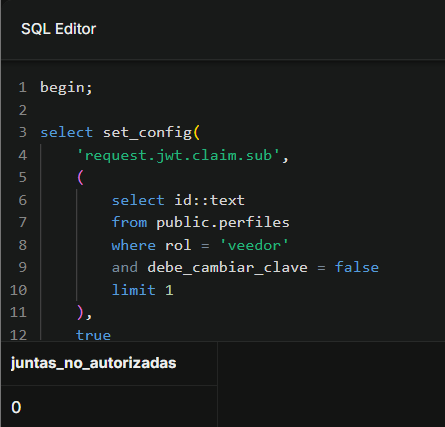 SQL Editor
1 begin;
2
3 select set_config(
4 'request.jwt.claim.sub',
5 (
6 select id::text
7 from public.perfiles
8 where rol = 'veedor'
9 and debe_cambiar_clave = false
10 limit 1
11 ),
12 true
juntas_no_autorizadas
0